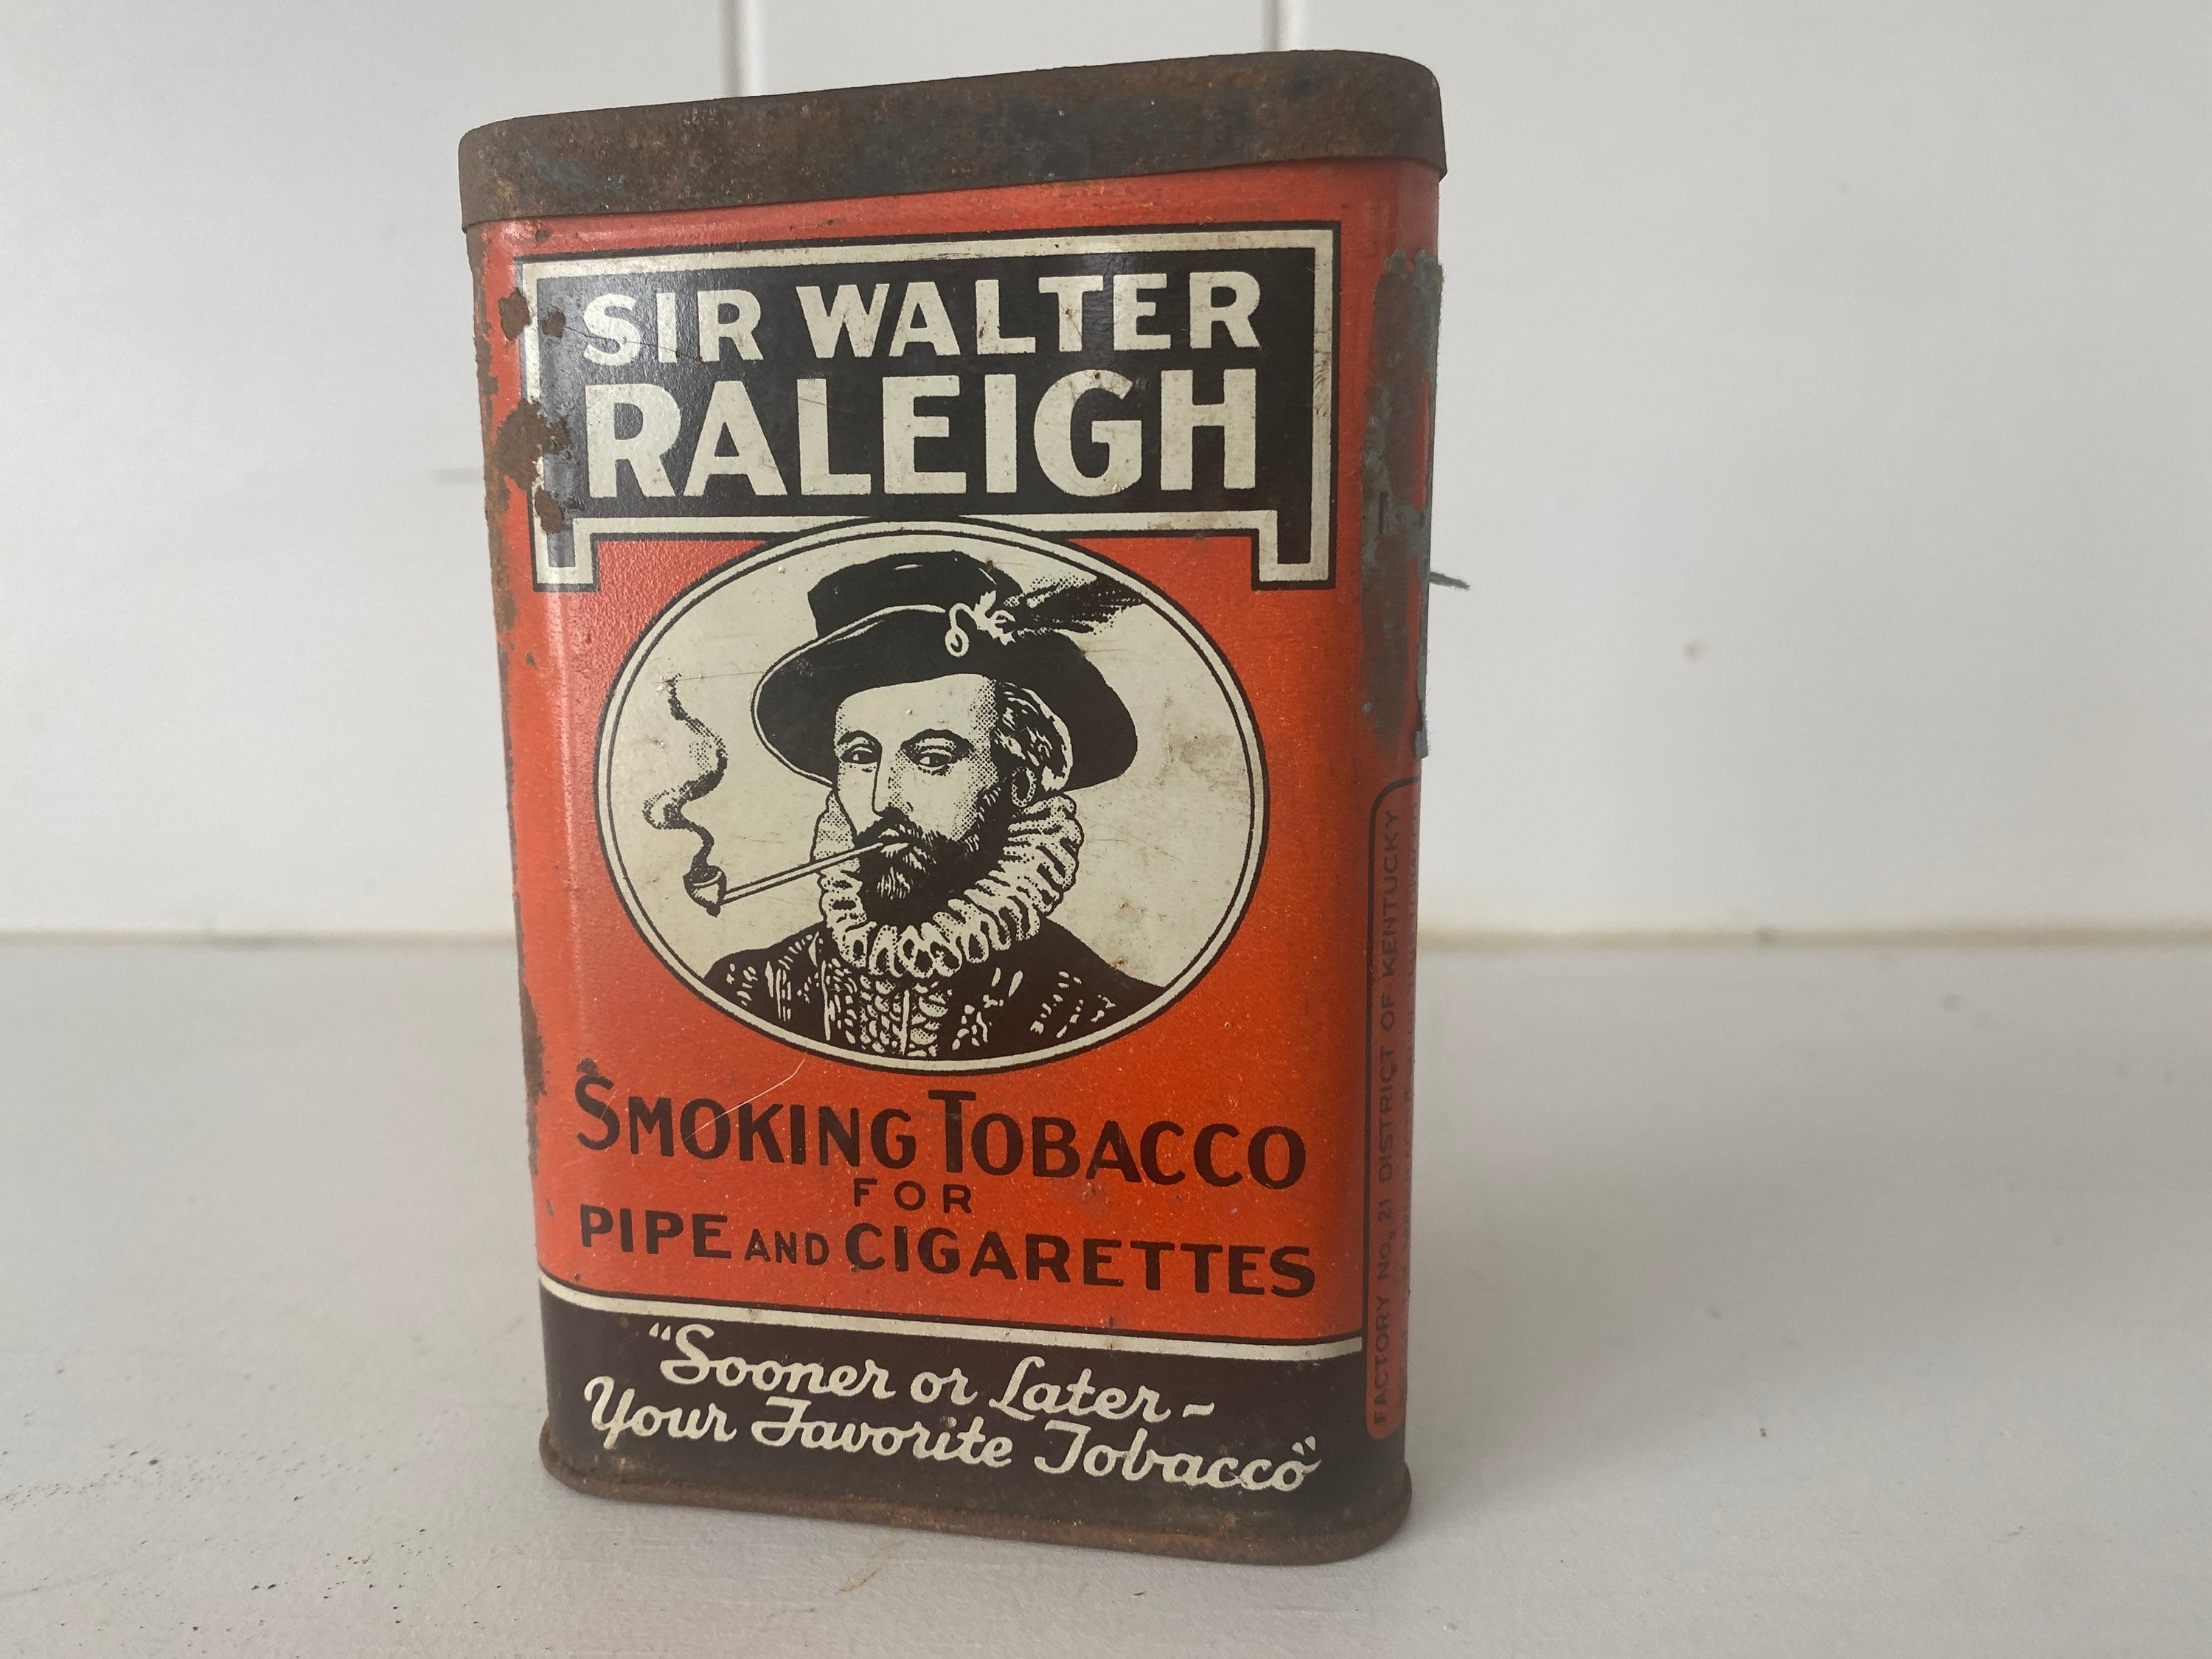 SIR WALTER
RALEIGH
SMOKING TOBACCO
FOR
PIPE AND CIGARETTES
"Sooner or Later-
Your Favorite Tobacco"
FACTORY No. 21 DISTRICT OF KENTUCKY